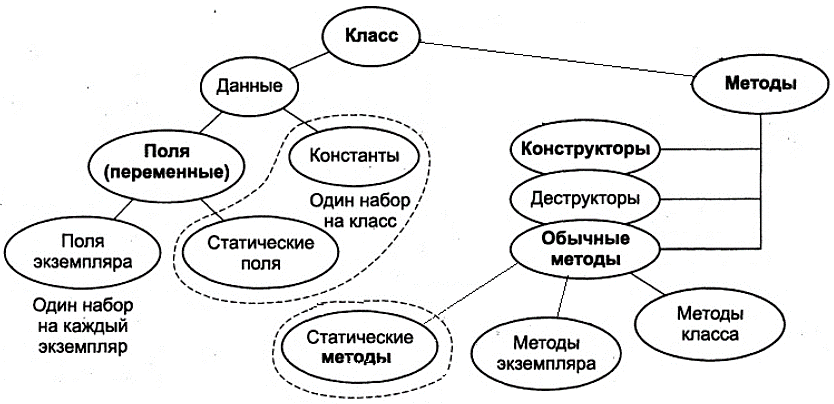 Класс
Данные
Методы
Поля
(переменные)
Константы
Один набор
на класс
Конструкторы
Деструкторы
Обычные
методы
Поля
экземпляра
Один набор
на каждый
экземпляр
Статические
поля
Статические
методы
Методы
экземпляра
Методы
класса